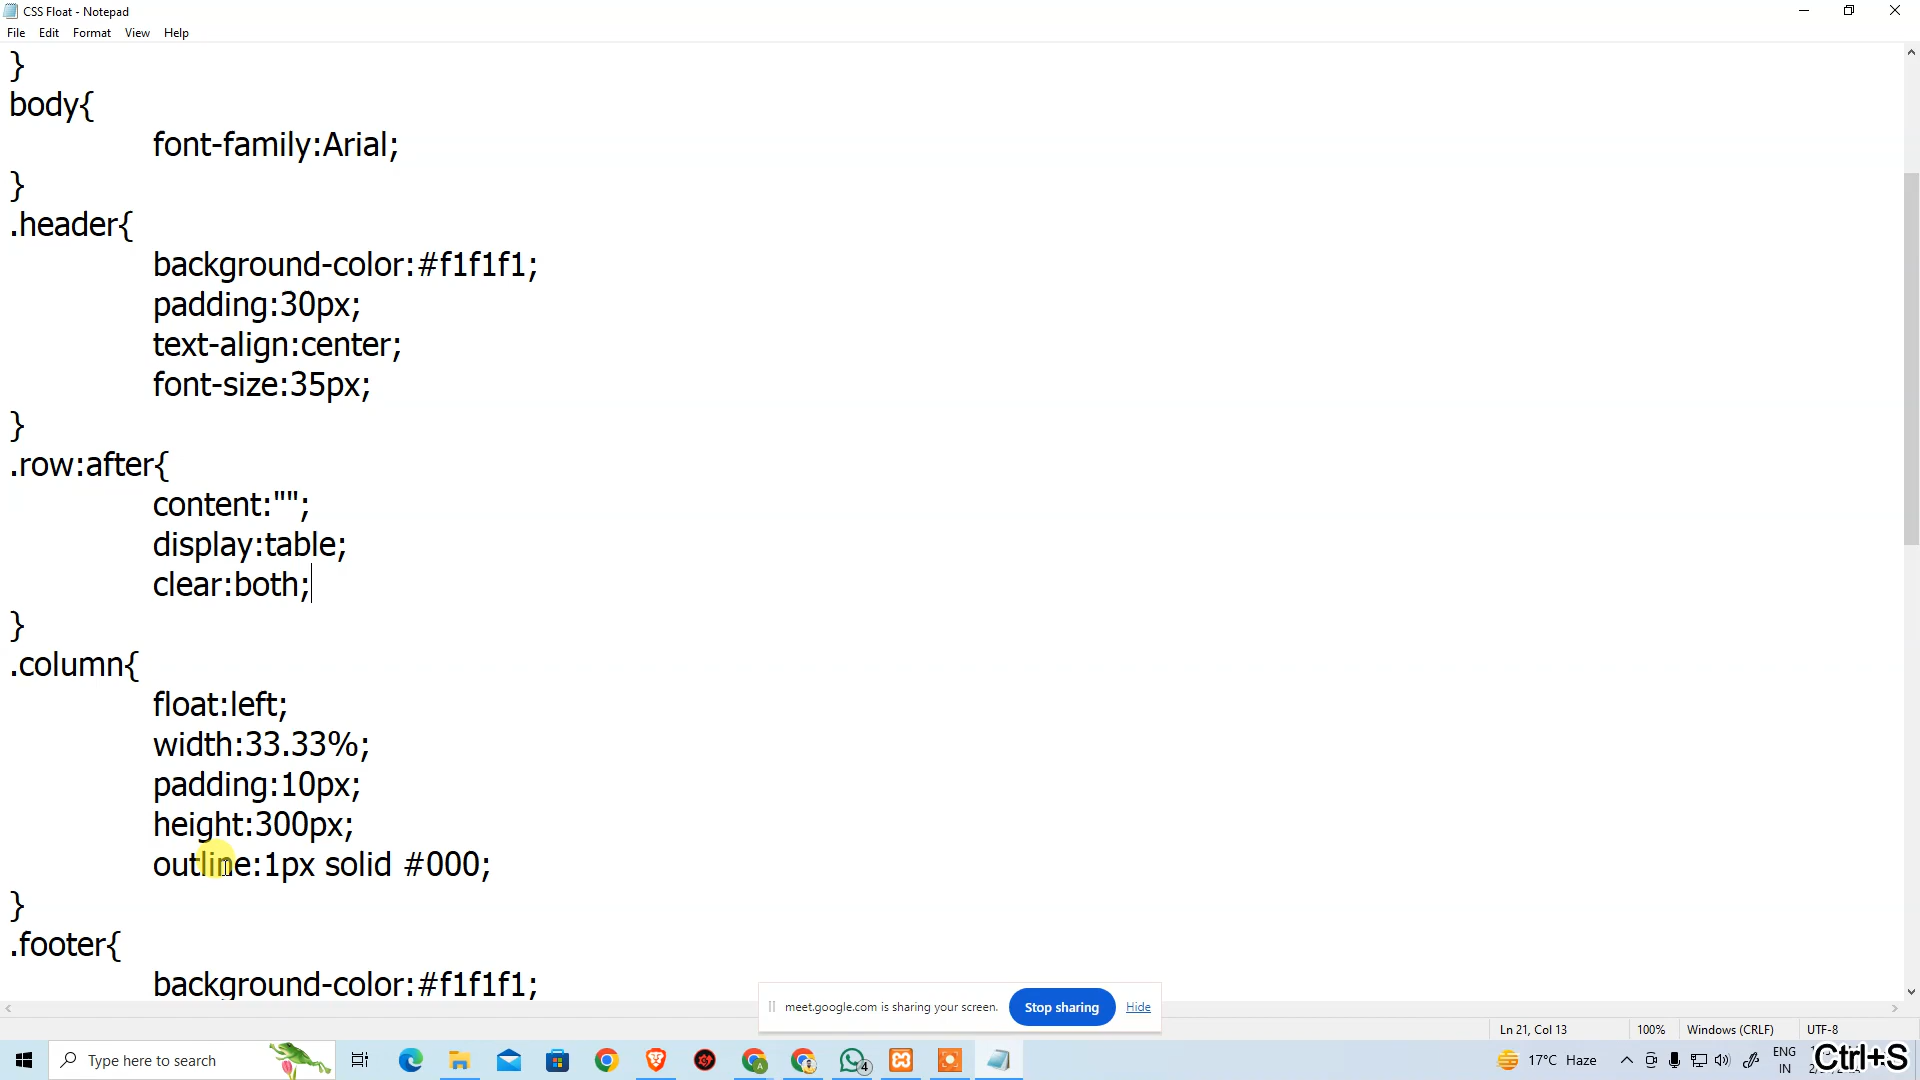 CSS Float - Notepad
File Edit Format View Help
}
body{
font-family:Arial;
}
.header{
background-color:#f1f1f1;
padding:30px;
text-align:center;
font-size:35px;
}
.row:after{
content:"";
display:table;
clear:both;
}
.column{
float:left;
width:33.33%;
padding:10px;
height:300px;
outline:1px solid #000;
}
.footer{
background-color:#f1f1f1;
meet.google.com is sharing your screen. Stop sharing Hide
Ln 21, Col 13 100% Windows (CRLF) UTF-8
Type here to search
4
A
17°C Haze
ENG
IN
Ctrl+S